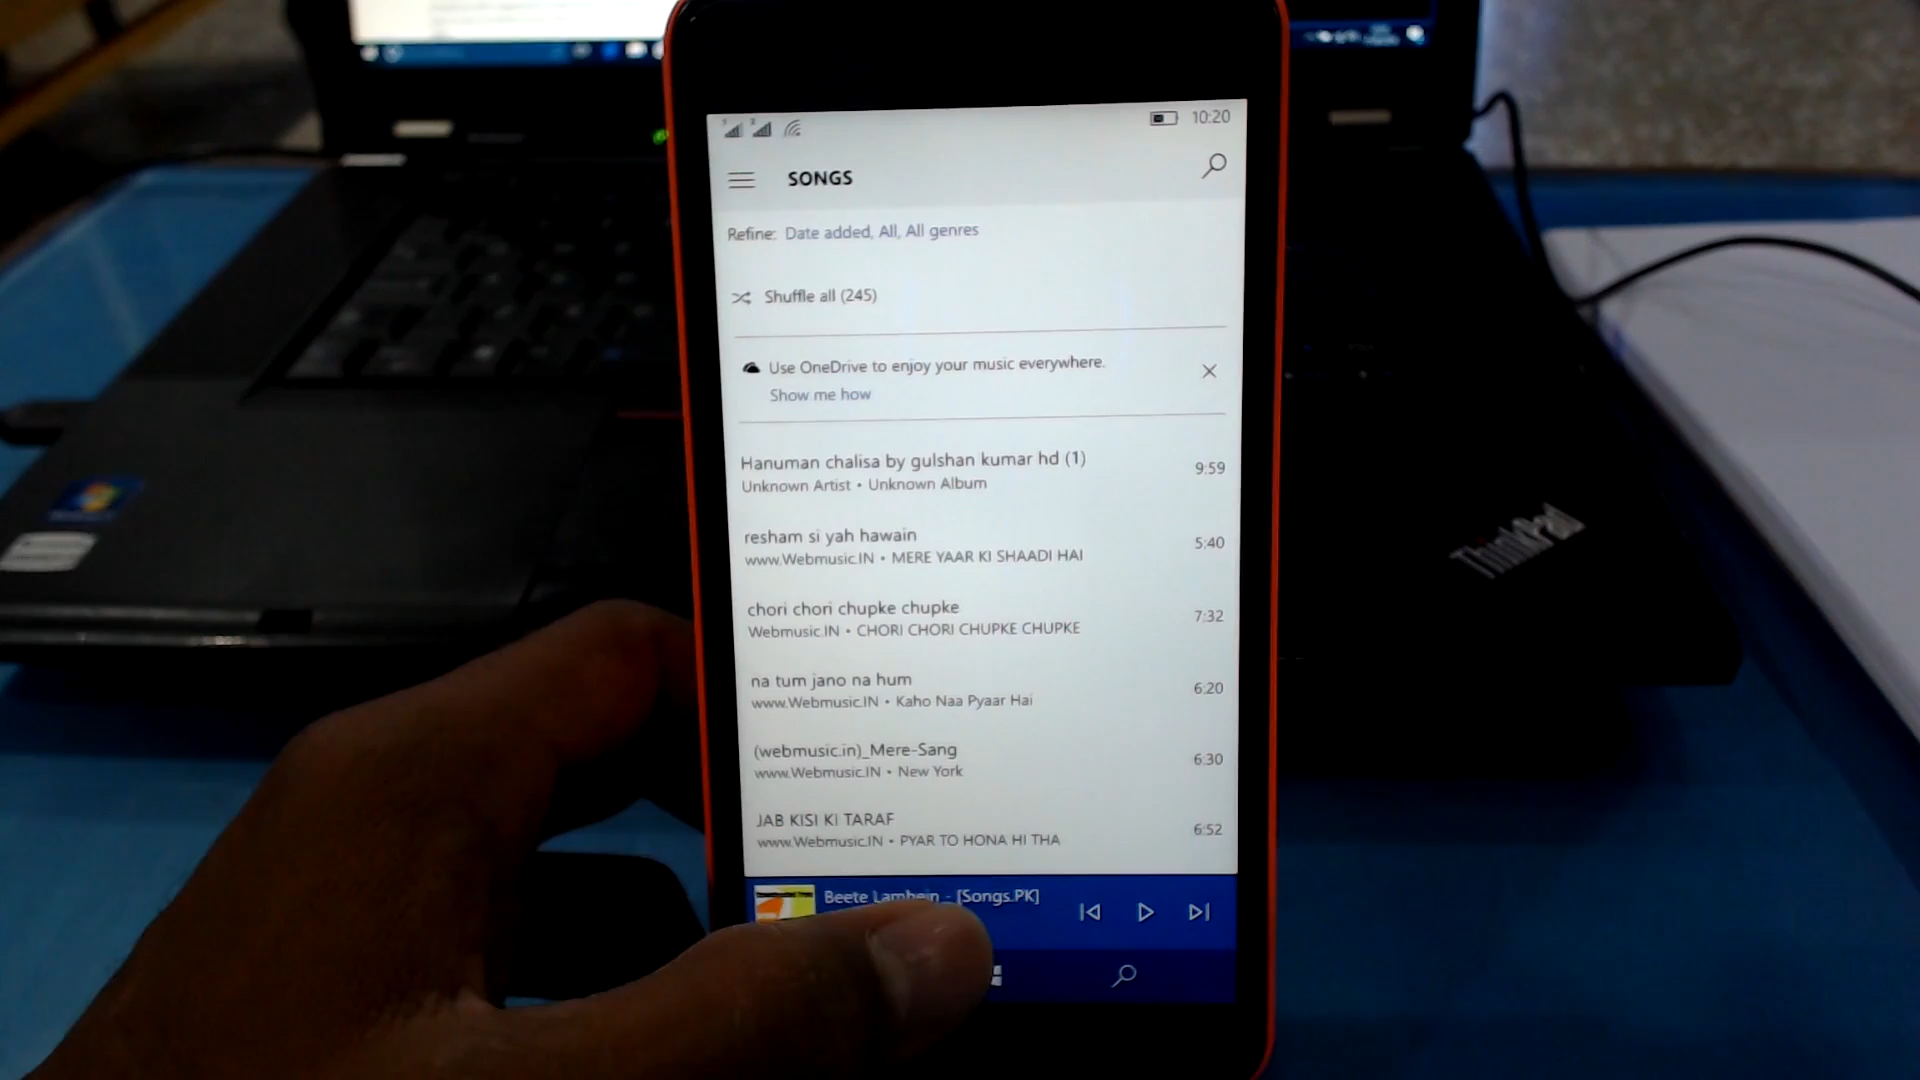 10:20
SONGS
Refine: Date added, All, All genres
Shuffle all (245)
Use OneDrive to enjoy your music everywhere.
Show me how
Hanuman chalisa by gulshan kumar hd (1)
9:59
Unknown Artist • Unknown Album
resham si yah hawain
5:40
www.Webmusic.IN • MERE YAAR KI SHAADI HAI
chori chori chupke chupke
7:32
Webmusic.IN • CHORI CHORI CHUPKE CHUPKE
na tum jano na hum
6:20
www.Webmusic.IN • Kaho Naa Pyaar Hai
(webmusic.in)_Mere-Sang
6:30
www.Webmusic.IN • New York
JAB KISI KI TARAF
6:52
www.Webmusic.IN • PYAR TO HONA HI THA
Beete Lamhein - [Songs.PK]
ThinkPad